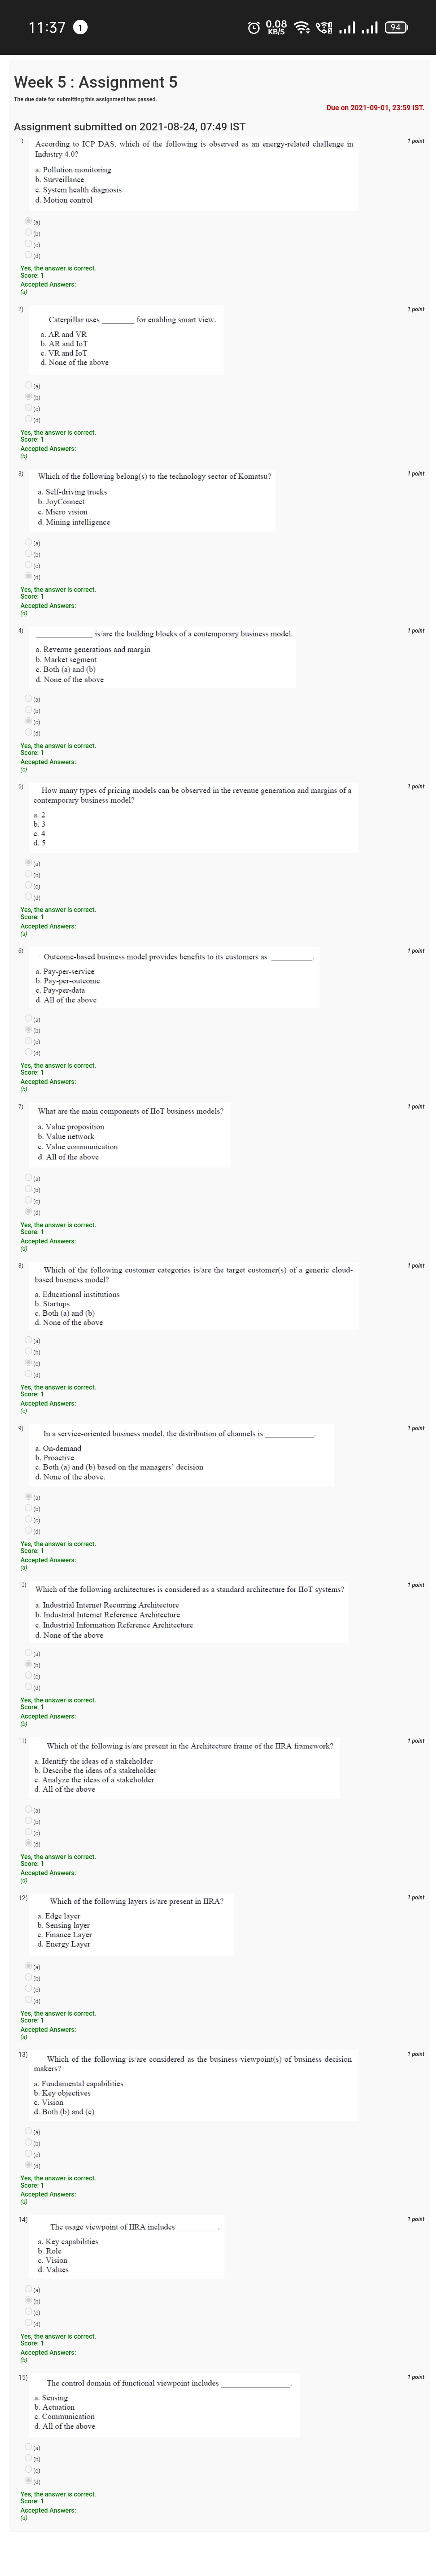 11:37 1 0.08 KB/S 94
Week 5 : Assignment 5
The due date for submitting this assignment has passed.
Due on 2021-09-01, 23:59 IST.
Assignment submitted on 2021-08-24, 07:49 IST
1) 1 point
According to ICP DAS, which of the following is observed as an energy-related challenge in
Industry 4.0?
a. Pollution monitoring
b. Surveillance
c. System health diagnosis
d. Motion control
(a)
(b)
(c)
(d)
Yes, the answer is correct.
Score: 1
Accepted Answers:
(a)
2) 1 point
Caterpillar uses ________ for enabling smart view.
a. AR and VR
b. AR and IoT
c. VR and IoT
d. None of the above
(a)
(b)
(c)
(d)
Yes, the answer is correct.
Score: 1
Accepted Answers:
(b)
3) 1 point
Which of the following belong(s) to the technology sector of Komatsu?
a. Self-driving trucks
b. JoyConnect
c. Micro vision
d. Mining intelligence
(a)
(b)
(c)
(d)
Yes, the answer is correct.
Score: 1
Accepted Answers:
(d)
4) 1 point
______________ is/are the building blocks of a contemporary business model.
a. Revenue generations and margin
b. Market segment
c. Both (a) and (b)
d. None of the above
(a)
(b)
(c)
(d)
Yes, the answer is correct.
Score: 1
Accepted Answers:
(c)
5) 1 point
How many types of pricing models can be observed in the revenue generation and margins of a
contemporary business model?
a. 2
b. 3
c. 4
d. 5
(a)
(b)
(c)
(d)
Yes, the answer is correct.
Score: 1
Accepted Answers:
(a)
6) 1 point
Outcome-based business model provides benefits to its customers as __________.
a. Pay-per-service
b. Pay-per-outcome
c. Pay-per-data
d. All of the above
(a)
(b)
(c)
(d)
Yes, the answer is correct.
Score: 1
Accepted Answers:
(b)
7) 1 point
What are the main components of IIoT business models?
a. Value proposition
b. Value network
c. Value communication
d. All of the above
(a)
(b)
(c)
(d)
Yes, the answer is correct.
Score: 1
Accepted Answers:
(d)
8) 1 point
Which of the following customer categories is/are the target customer(s) of a generic cloud-
based business model?
a. Educational institutions
b. Startups
c. Both (a) and (b)
d. None of the above
(a)
(b)
(c)
(d)
Yes, the answer is correct.
Score: 1
Accepted Answers:
(c)
9) 1 point
In a service-oriented business model, the distribution of channels is ____________.
a. On-demand
b. Proactive
c. Both (a) and (b) based on the managers' decision
d. None of the above.
(a)
(b)
(c)
(d)
Yes, the answer is correct.
Score: 1
Accepted Answers:
(a)
10) 1 point
Which of the following architectures is considered as a standard architecture for IIoT systems?
a. Industrial Internet Recurring Architecture
b. Industrial Internet Reference Architecture
c. Industrial Information Reference Architecture
d. None of the above
(a)
(b)
(c)
(d)
Yes, the answer is correct.
Score: 1
Accepted Answers:
(b)
11) 1 point
Which of the following is/are present in the Architecture frame of the IIRA framework?
a. Identify the ideas of a stakeholder
b. Describe the ideas of a stakeholder
c. Analyze the ideas of a stakeholder
d. All of the above
(a)
(b)
(c)
(d)
Yes, the answer is correct.
Score: 1
Accepted Answers:
(d)
12) 1 point
Which of the following layers is/are present in IIRA?
a. Edge layer
b. Sensing layer
c. Finance Layer
d. Energy Layer
(a)
(b)
(c)
(d)
Yes, the answer is correct.
Score: 1
Accepted Answers:
(a)
13) 1 point
Which of the following is/are considered as the business viewpoint(s) of business decision
makers?
a. Fundamental capabilities
b. Key objectives
c. Vision
d. Both (b) and (c)
(a)
(b)
(c)
(d)
Yes, the answer is correct.
Score: 1
Accepted Answers:
(d)
14) 1 point
The usage viewpoint of IIRA includes __________.
a. Key capabilities
b. Role
c. Vision
d. Values
(a)
(b)
(c)
(d)
Yes, the answer is correct.
Score: 1
Accepted Answers:
(b)
15) 1 point
The control domain of functional viewpoint includes _________________.
a. Sensing
b. Actuation
c. Communication
d. All of the above
(a)
(b)
(c)
(d)
Yes, the answer is correct.
Score: 1
Accepted Answers:
(d)